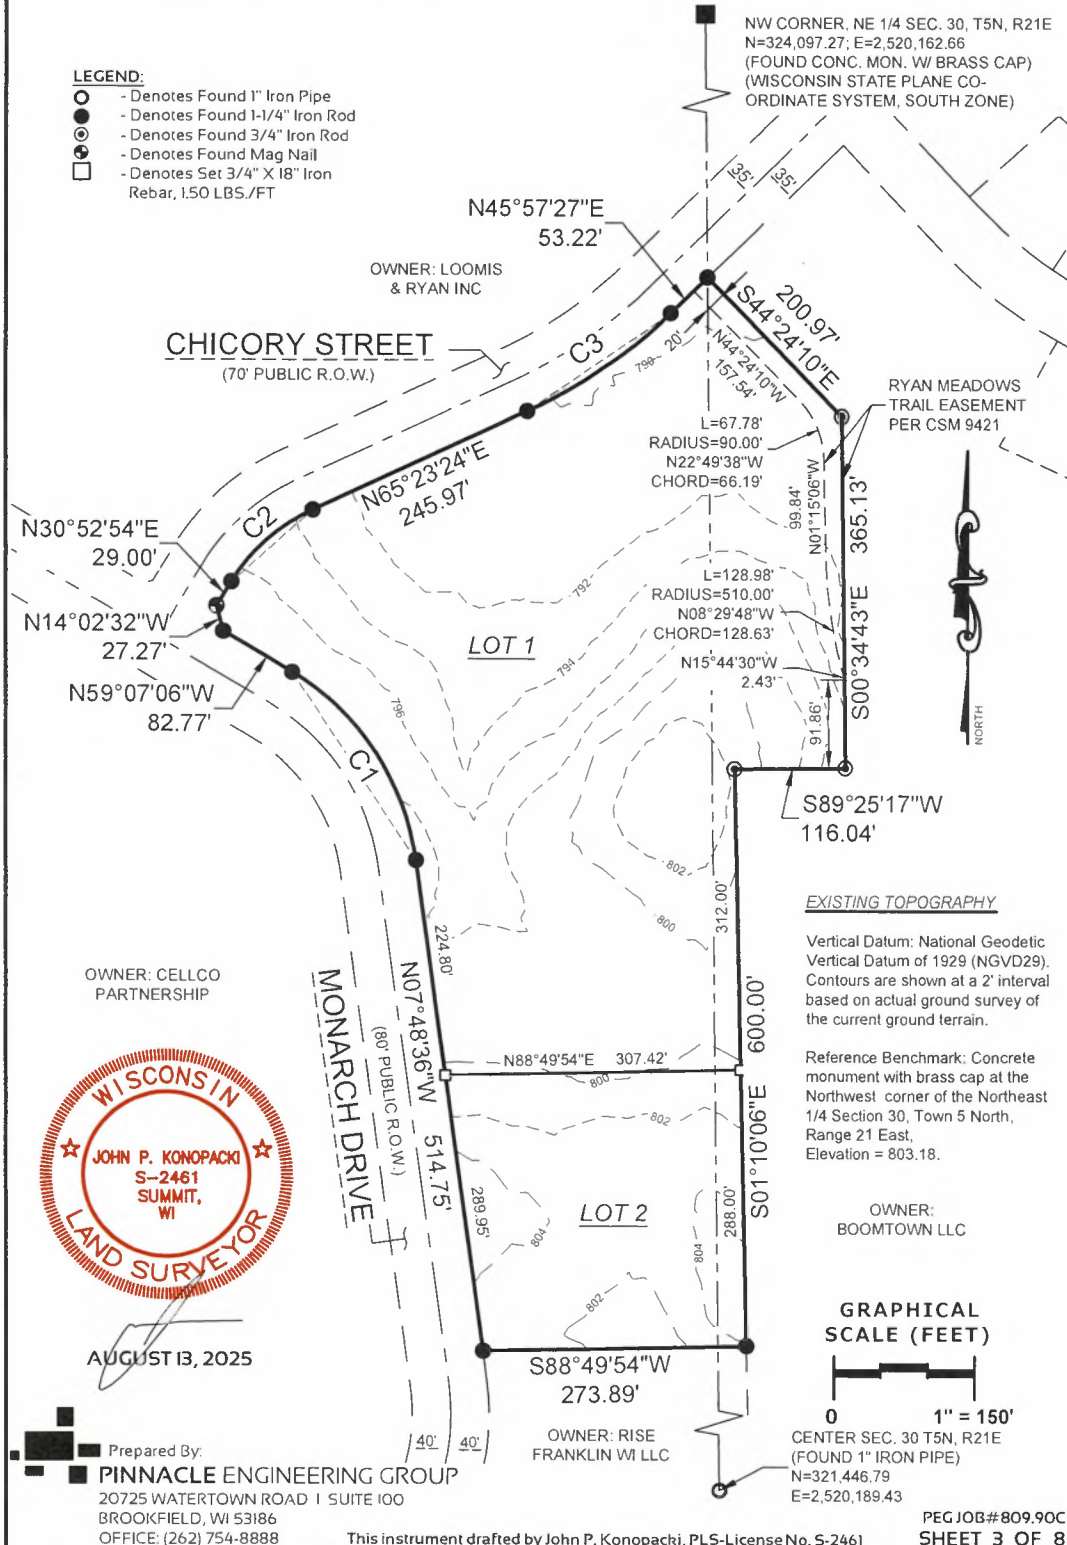 NW CORNER, NE 1/4 SEC. 30, T5N, R21E
N=324,097.27; E=2,520,162.66
(FOUND CONC. MON. W/ BRASS CAP)
(WISCONSIN STATE PLANE CO-
ORDINATE SYSTEM, SOUTH ZONE)
LEGEND:
- Denotes Found 1" Iron Pipe
- Denotes Found 1-1/4" Iron Rod
- Denotes Found 3/4" Iron Rod
- Denotes Found Mag Nail
- Denotes Set 3/4" X 18" Iron
Rebar, 1.50 LBS./FT
35'
35'
N45°57'27"E
53.22'
OWNER: LOOMIS
& RYAN INC
CHICORY STREET
(70' PUBLIC R.O.W.)
C3
790
20'
200.97'
S44°24'10"E
N44°24'10"W
157.54'
RYAN MEADOWS
TRAIL EASEMENT
PER CSM 9421
L=67.78'
RADIUS=90.00'
N22°49'38"W
CHORD=66.19'
N65°23'24"E
245.97'
C2
N30°52'54"E
29.00'
99.84'
N01°15'06"W
365.13'
S00°34'43"E
792
L=128.98'
RADIUS=510.00'
N08°29'48"W
CHORD=128.63'
N14°02'32"W
27.27'
LOT 1
794
N15°44'30"W
2.43'
N59°07'06"W
82.77'
796
91.86'
NORTH
C1
S89°25'17"W
116.04'
802
800
312.00'
EXISTING TOPOGRAPHY
Vertical Datum: National Geodetic
Vertical Datum of 1929 (NGVD29).
Contours are shown at a 2' interval
based on actual ground survey of
the current ground terrain.
224.80'
OWNER: CELLCO
PARTNERSHIP
MONARCH DRIVE
(80' PUBLIC R.O.W.)
N07°48'36"W 514.75'
600.00'
S01°10'06"E
N88°49'54"E 307.42'
800
Reference Benchmark: Concrete
monument with brass cap at the
Northwest corner of the Northeast
1/4 Section 30, Town 5 North,
Range 21 East,
Elevation = 803.18.
802
WISCONSIN
JOHN P. KONOPACKI
S-2461
SUMMIT,
WI
LAND SURVEYOR
289.95'
804
LOT 2
288.00'
804
OWNER:
BOOMTOWN LLC
802
AUGUST 13, 2025
GRAPHICAL
SCALE (FEET)
0 1" = 150'
S88°49'54"W
273.89'
40'
40'
OWNER: RISE
FRANKLIN WI LLC
CENTER SEC. 30 T5N, R21E
(FOUND 1" IRON PIPE)
N=321,446.79
E=2,520,189.43
Prepared By:
PINNACLE ENGINEERING GROUP
20725 WATERTOWN ROAD | SUITE 100
BROOKFIELD, WI 53186
OFFICE: (262) 754-8888
This instrument drafted by John P. Konopacki, PLS-License No. S-2461
PEG JOB#809.90C
SHEET 3 OF 8